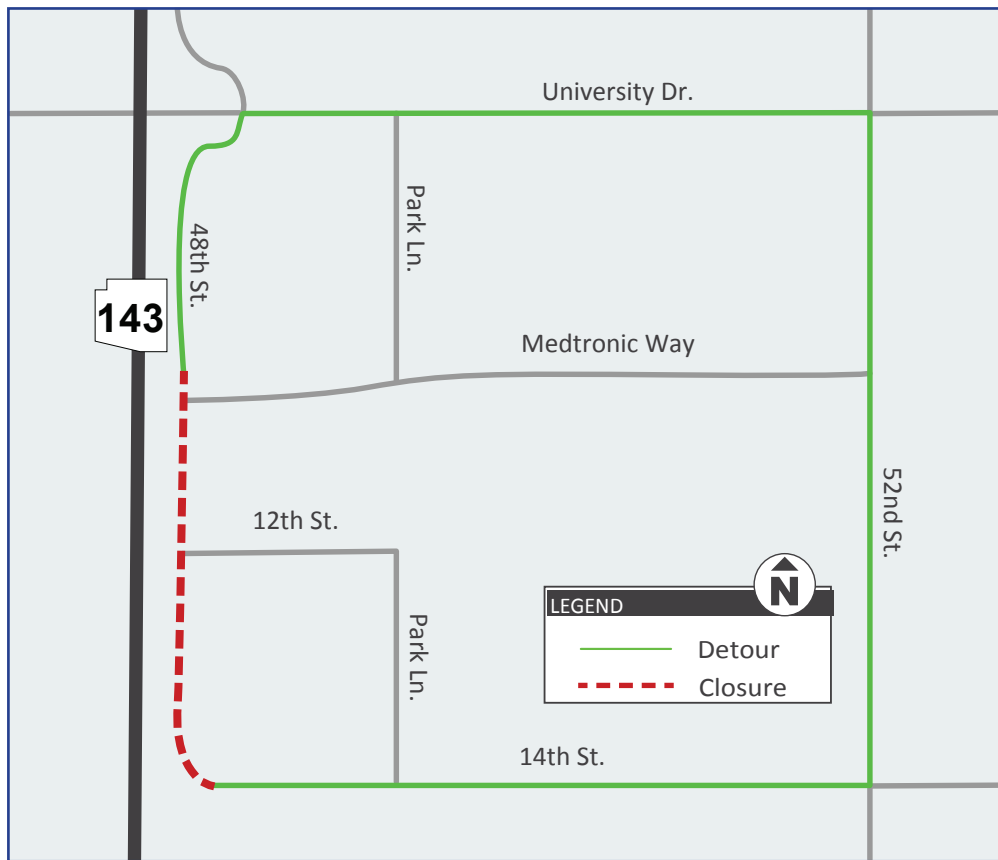 University Dr.
Park Ln.
48th St.
143
Medtronic Way
52nd St.
12th St.
N
LEGEND
Detour
Closure
Park Ln.
14th St.